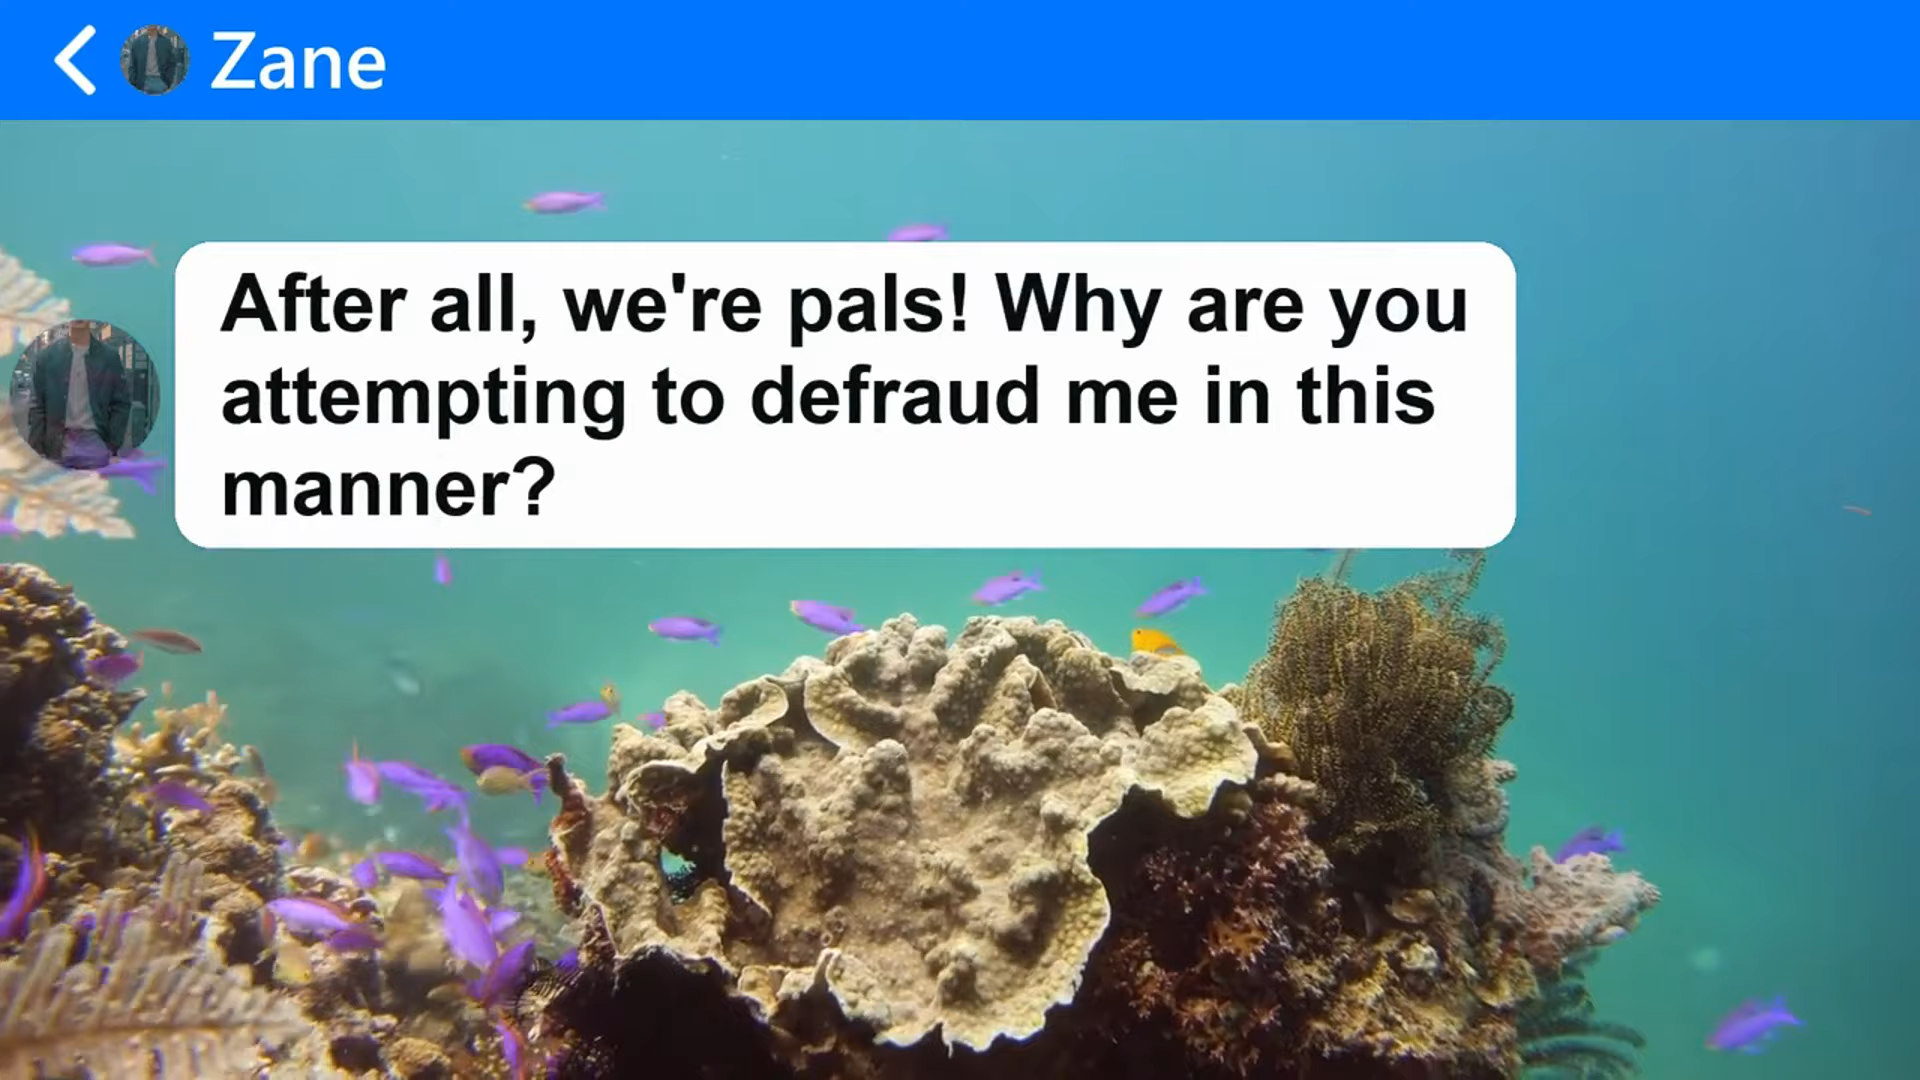 Zane
After all, we're pals! Why are you
attempting to defraud me in this
manner?